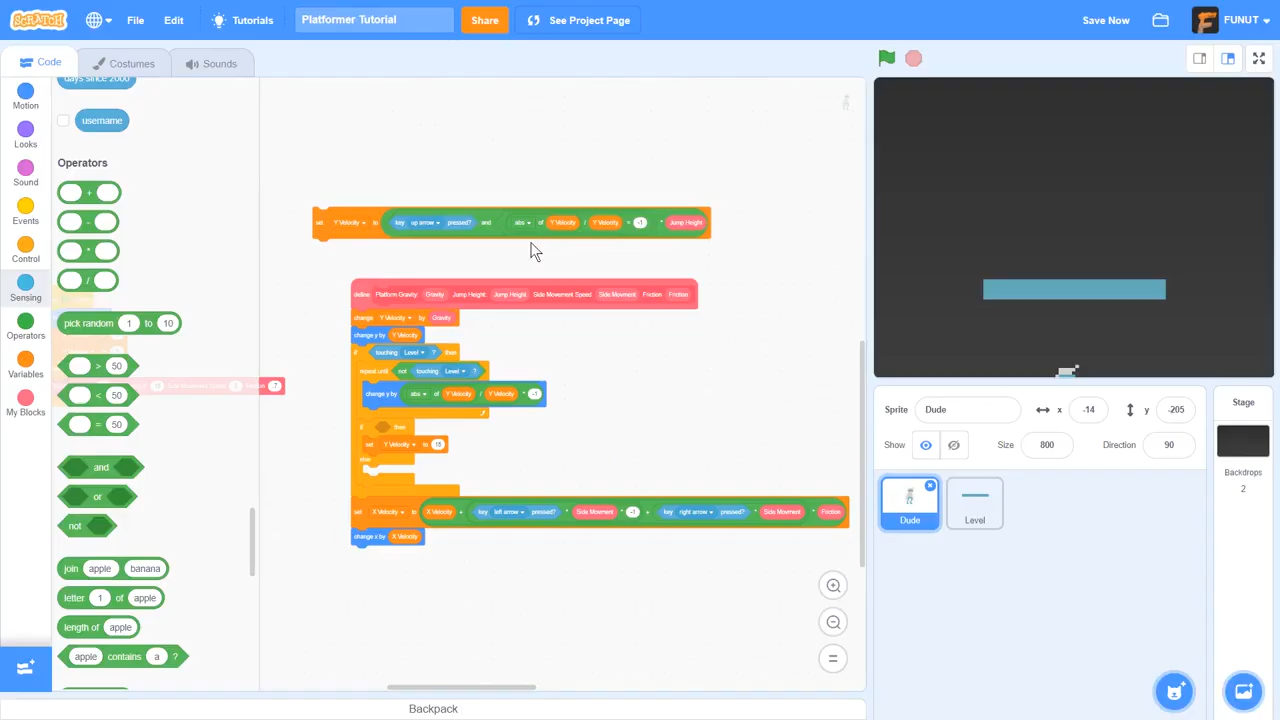 SCRATCH File Edit Tutorials Platformer Tutorial Share See Project Page Save Now FUNUT
Code Costumes Sounds
Motion
Looks
Sound
Events
Control
Sensing
Operators
Variables
My Blocks
days since 2000
username
Operators
+
-
*
/
pick random 1 to 10
> 50
< 50
= 50
and
or
not
join apple banana
letter 1 of apple
length of apple
apple contains a ?
set Y Velocity to key up arrow pressed? and abs of Y Velocity / Y Velocity = -1 * Jump Height
define Platform Gravity: Gravity Jump Height: Jump Height Side Movement Speed Side Movment Friction Friction
change Y Velocity by Gravity
change y by Y Velocity
if touching Level ? then
repeat until not touching Level ?
change y by abs of Y Velocity / Y Velocity * -1
if then
set Y Velocity to 15
else
set X Velocity to X Velocity + key left arrow pressed? * Side Movment * -1 + key right arrow pressed? * Side Movment * Friction
change x by X Velocity
Sprite Dude x -14 y -205
Show Size 800 Direction 90
Dude
Level
Stage
Backdrops
2
Backpack